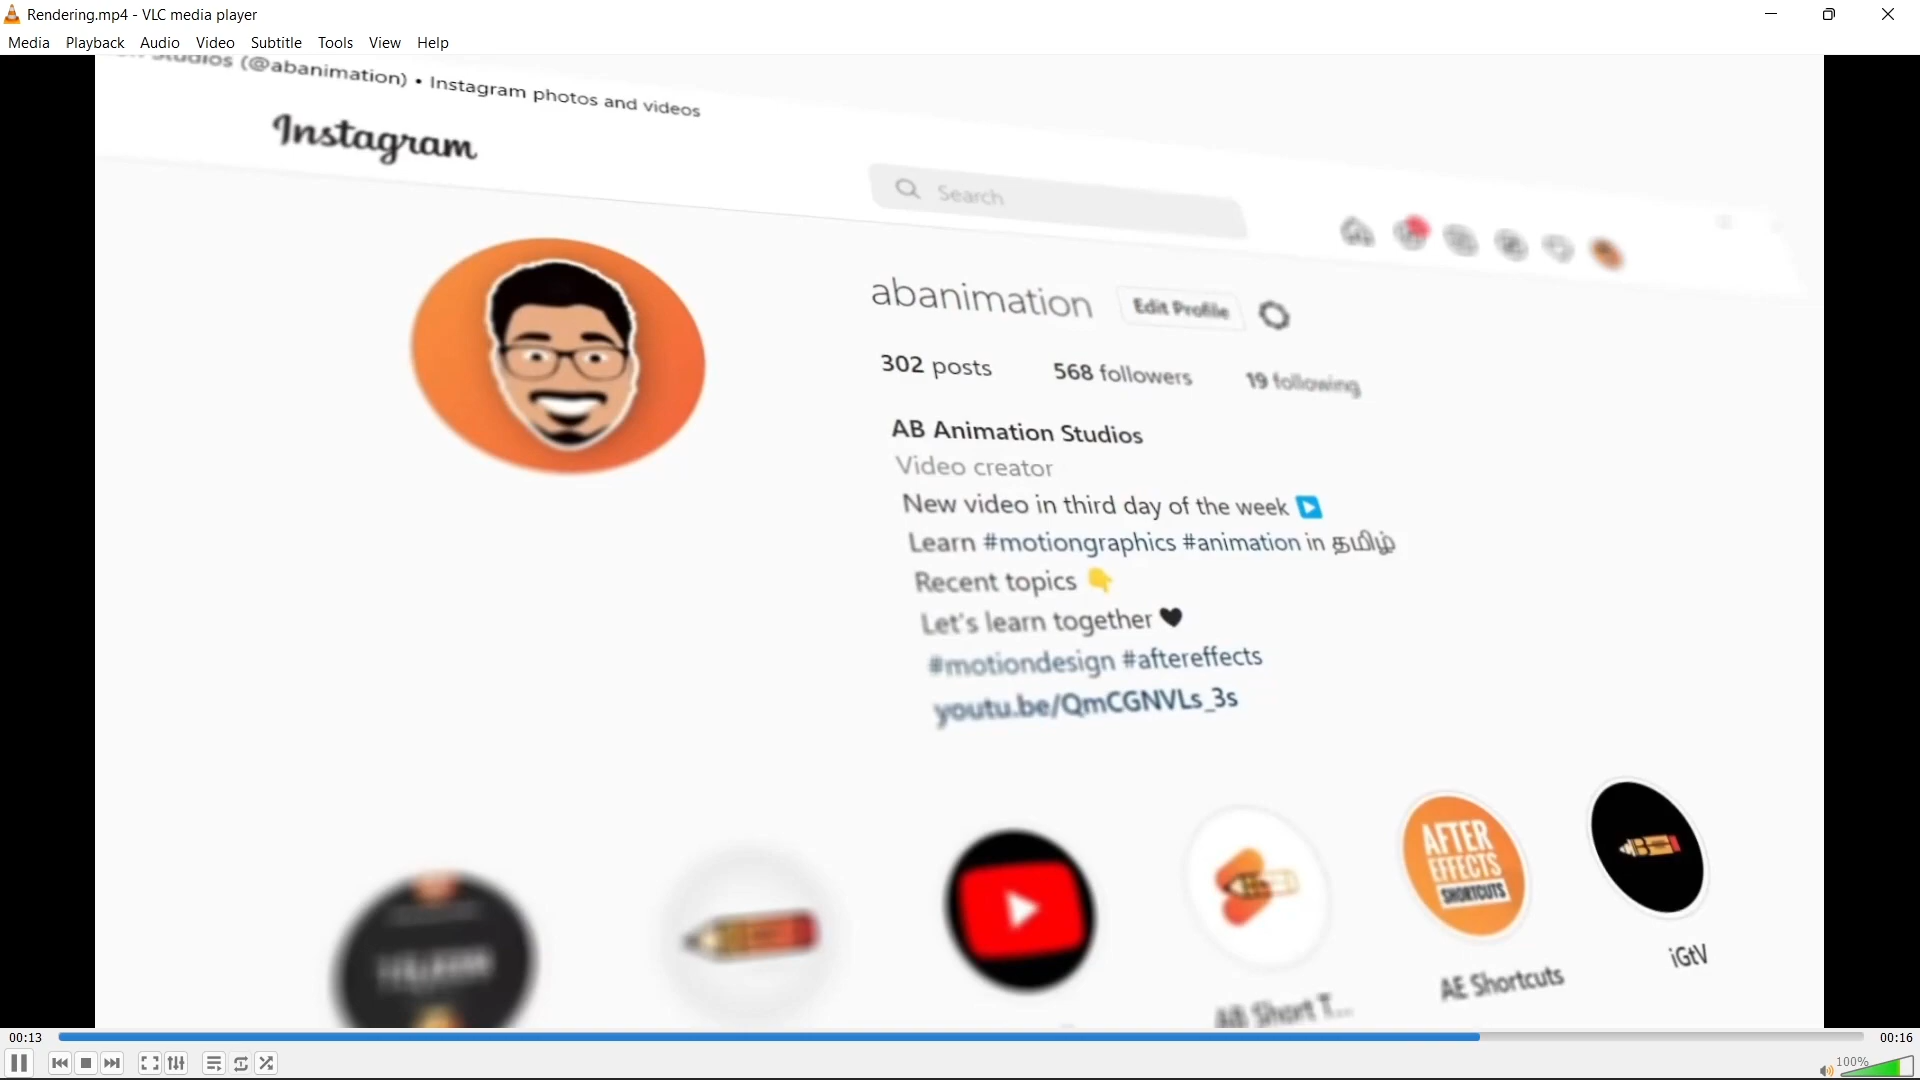 Rendering.mp4 - VLC media player
Media Playback Audio Video Subtitle Tools View Help
Studios (@abanimation) • Instagram photos and videos
Instagram
Search
abanimation Edit Profile
302 posts 568 followers 19 following
AB Animation Studios
Video creator
New video in third day of the week
Learn #motiongraphics #animation in தமிழ்
Recent topics
Let's learn together
#motiondesign #aftereffects
youtu.be/QmCGNVLs_3s
AFTER
EFFECTS
SHORTCUTS
AB Short T...
AE Shortcuts
iGtV
00:13
00:16
100%